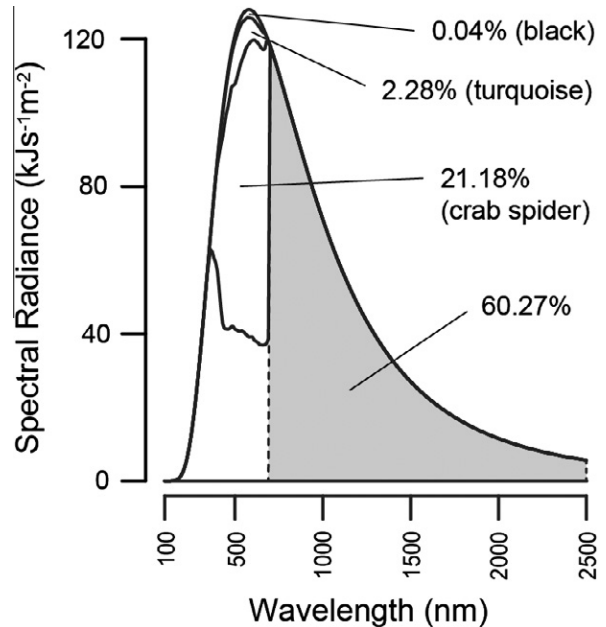 120
80
40
0
Spectral Radiance (kJs⁻¹m⁻²)
0.04% (black)
2.28% (turquoise)
21.18%
(crab spider)
60.27%
100
500
1000
1500
2000
2500
Wavelength (nm)